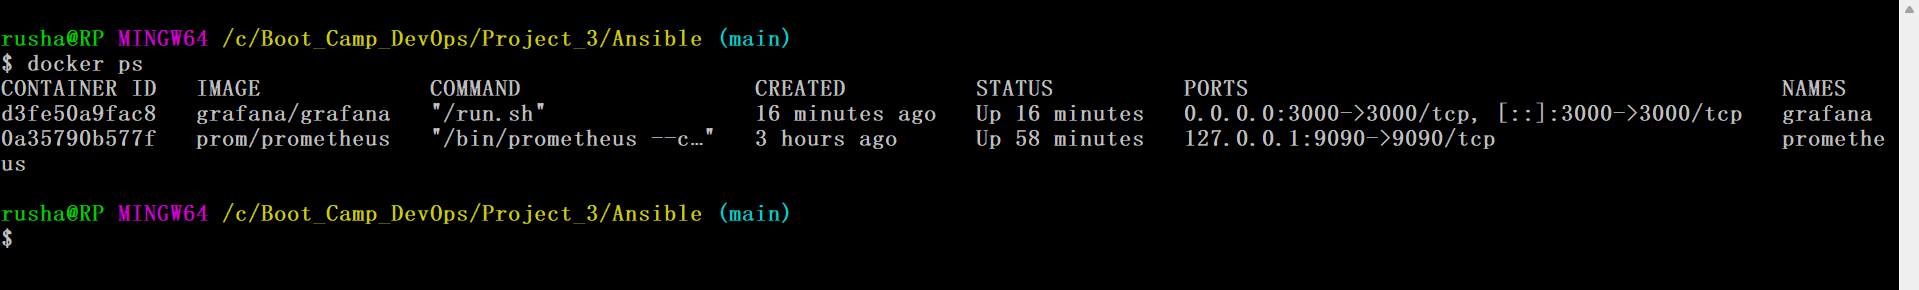 rusha@RP MINGW64 /c/Boot_Camp_DevOps/Project_3/Ansible (main)
$ docker ps
CONTAINER ID   IMAGE             COMMAND                  CREATED          STATUS          PORTS                                         NAMES
d3fe50a9fac8   grafana/grafana   "/run.sh"                16 minutes ago   Up 16 minutes   0.0.0.0:3000->3000/tcp, [::]:3000->3000/tcp   grafana
0a35790b577f   prom/prometheus   "/bin/prometheus --c…"   3 hours ago      Up 58 minutes   127.0.0.1:9090->9090/tcp                      promethe
us
rusha@RP MINGW64 /c/Boot_Camp_DevOps/Project_3/Ansible (main)
$